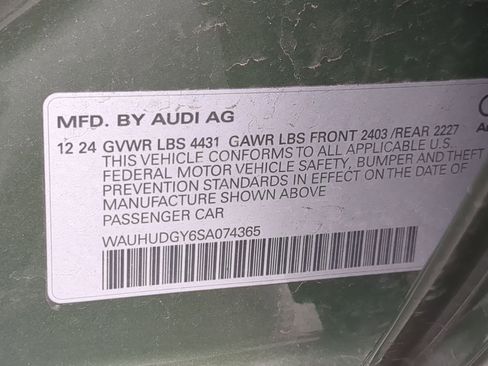 MFD. BY AUDI AG
12 24 GVWR LBS 4431 GAWR LBS FRONT 2403 /REAR 2227
THIS VEHICLE CONFORMS TO ALL APPLICABLE U.S.
FEDERAL MOTOR VEHICLE SAFETY, BUMPER AND THEFT
PREVENTION STANDARDS IN EFFECT ON THE DATE OF
MANUFACTURE SHOWN ABOVE
PASSENGER CAR
WAUHUDGY6SA074365